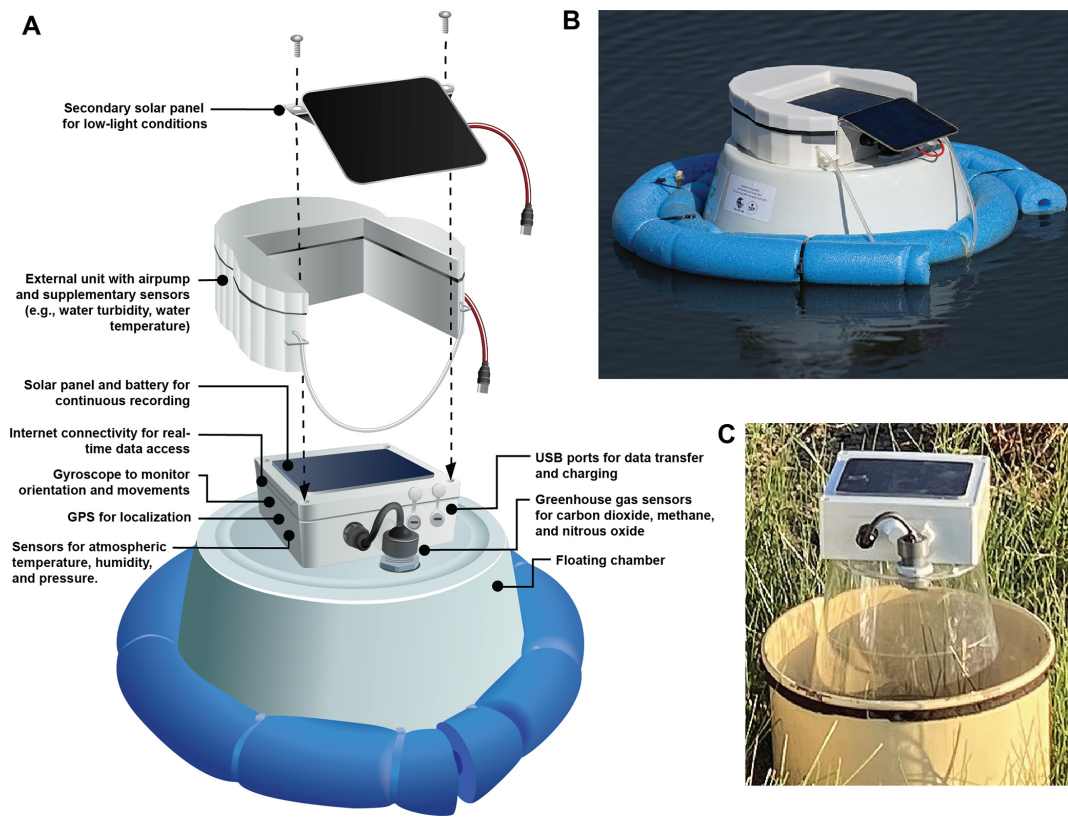 A
Secondary solar panel
for low-light conditions
External unit with airpump
and supplementary sensors
(e.g., water turbidity, water
temperature)
Solar panel and battery for
continuous recording
Internet connectivity for real-
time data access
Gyroscope to monitor
orientation and movements
GPS for localization
Sensors for atmospheric
temperature, humidity,
and pressure.
USB ports for data transfer
and charging
Greenhouse gas sensors
for carbon dioxide, methane,
and nitrous oxide
Floating chamber
B
C